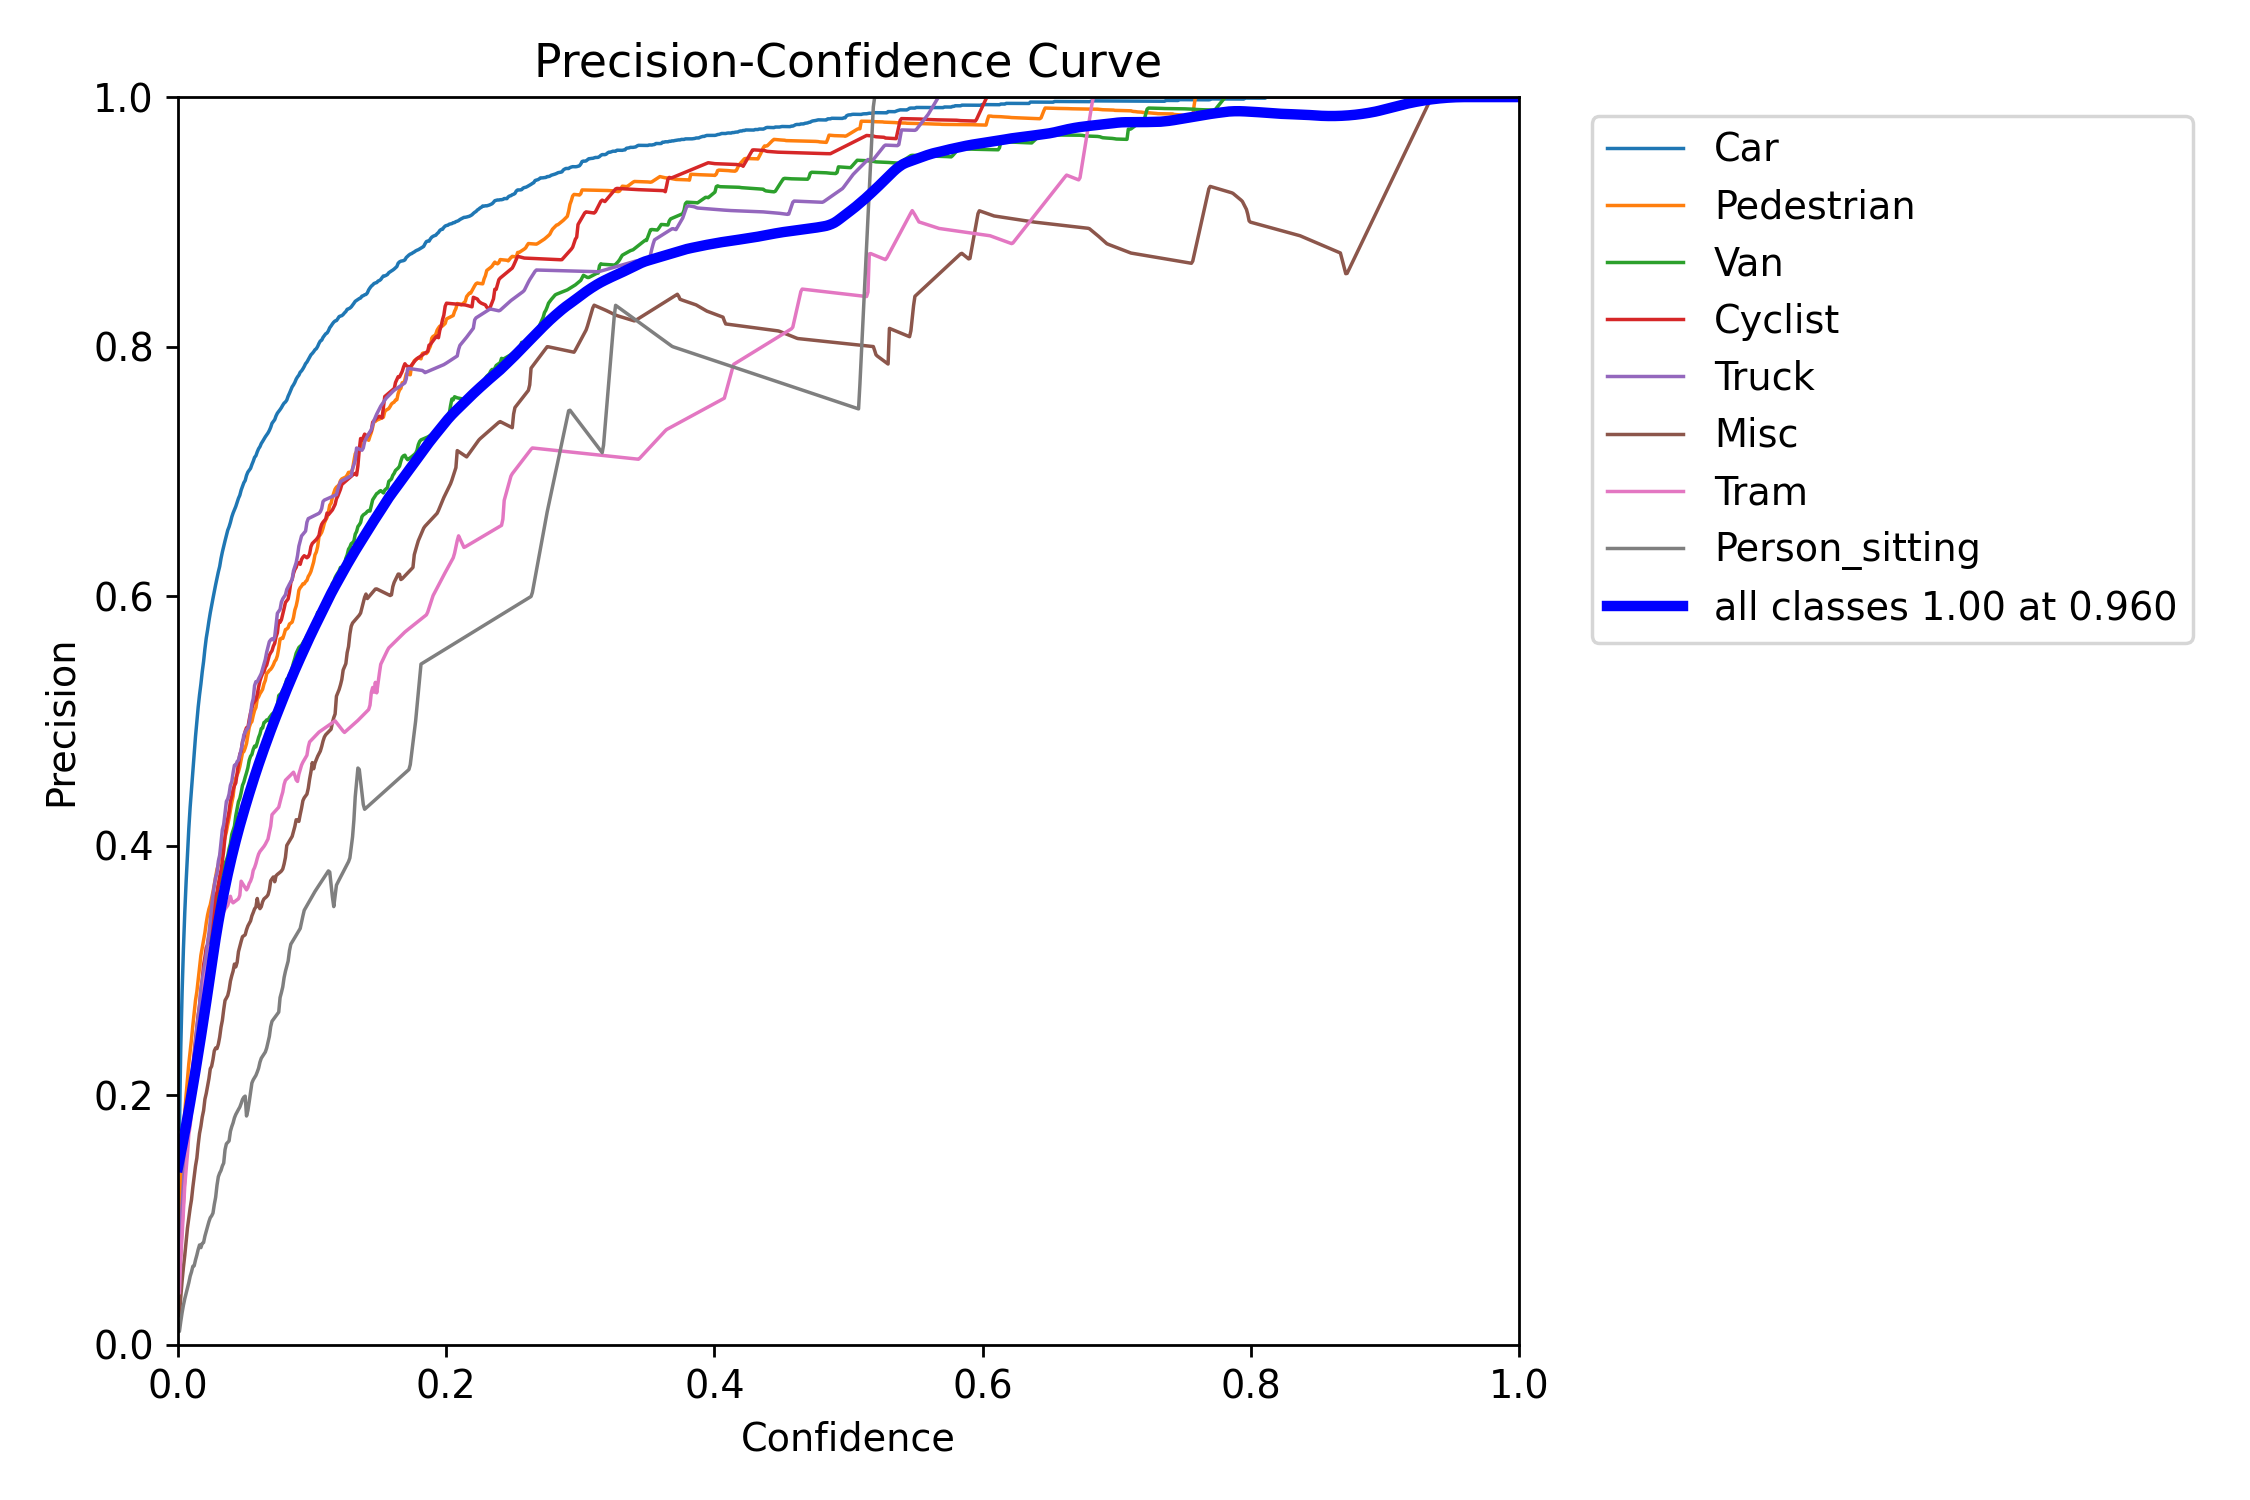 Precision-Confidence Curve
1.0
0.8
0.6
0.4
0.2
0.0
Precision
0.0 0.2 0.4 0.6 0.8 1.0
Confidence
Car
Pedestrian
Van
Cyclist
Truck
Misc
Tram
Person_sitting
all classes 1.00 at 0.960